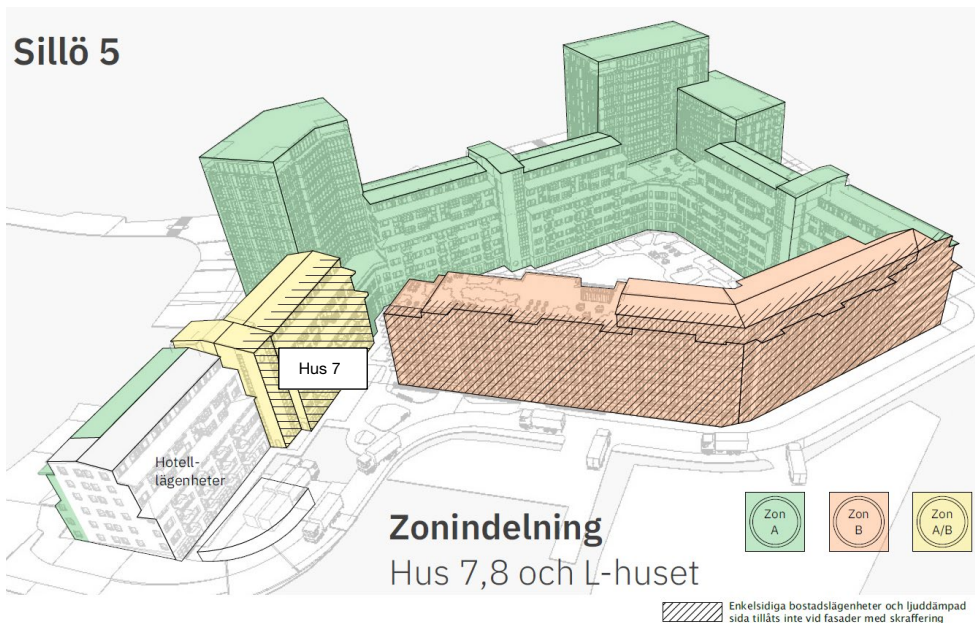 Sillö 5
Hus 7
Hotell-
lägenheter
Zonindelning
Hus 7,8 och L-huset
Zon
A
Zon
B
Zon
A/B
Enkelsidiga bostadslägenheter och ljuddämpad
sida tillåts inte vid fasader med skraffering